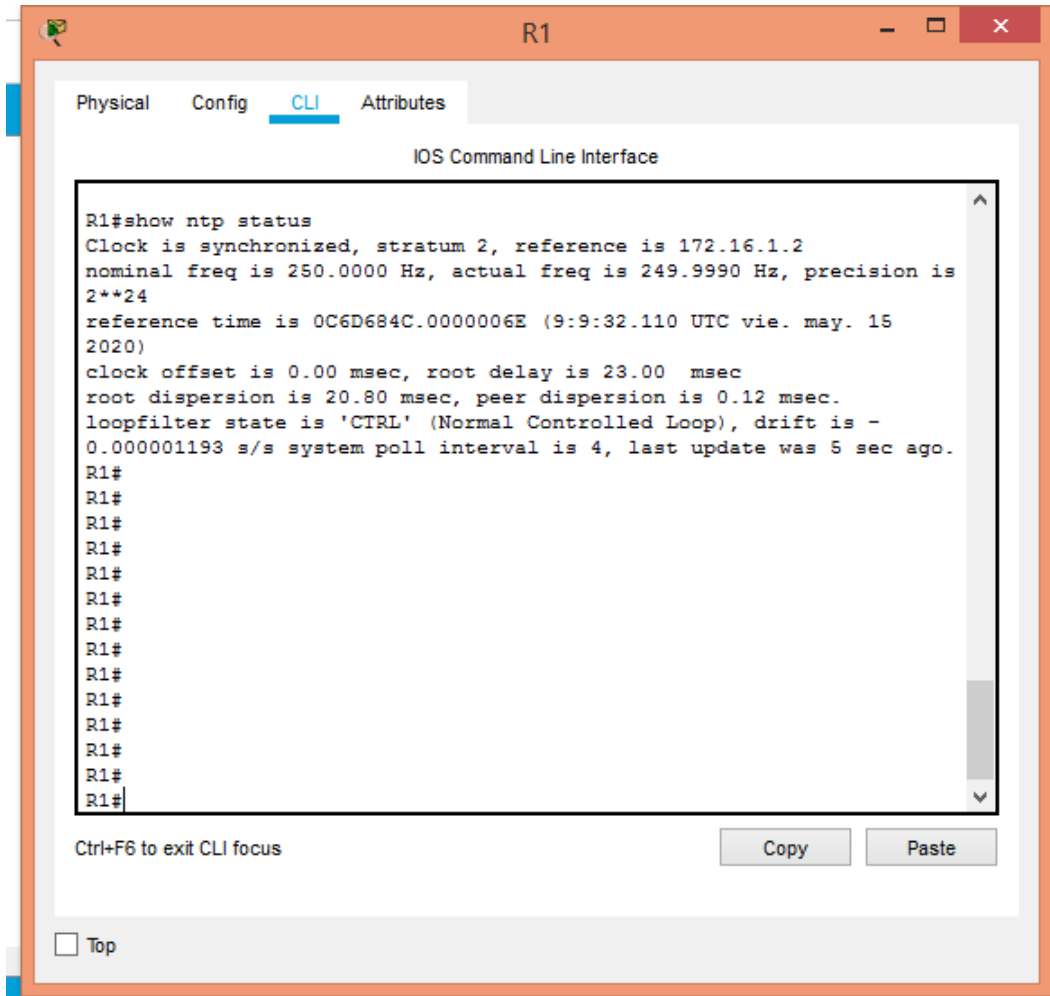 R1
Physical Config CLI Attributes
IOS Command Line Interface
R1#show ntp status
Clock is synchronized, stratum 2, reference is 172.16.1.2
nominal freq is 250.0000 Hz, actual freq is 249.9990 Hz, precision is
2**24
reference time is 0C6D684C.0000006E (9:9:32.110 UTC vie. may. 15
2020)
clock offset is 0.00 msec, root delay is 23.00  msec
root dispersion is 20.80 msec, peer dispersion is 0.12 msec.
loopfilter state is 'CTRL' (Normal Controlled Loop), drift is -
0.000001193 s/s system poll interval is 4, last update was 5 sec ago.
R1#
R1#
R1#
R1#
R1#
R1#
R1#
R1#
R1#
R1#
R1#
R1#
R1#
R1#
Ctrl+F6 to exit CLI focus
Copy
Paste
Top